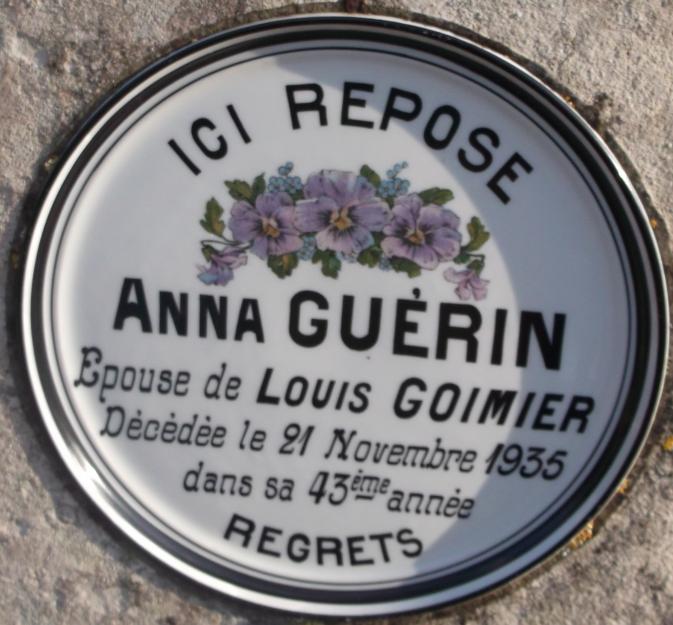 ICI REPOSE
ANNA GUÉRIN
Epouse de LOUIS GOIMIER
Décédée le 21 Novembre 1935
dans sa 43ème année
REGRETS